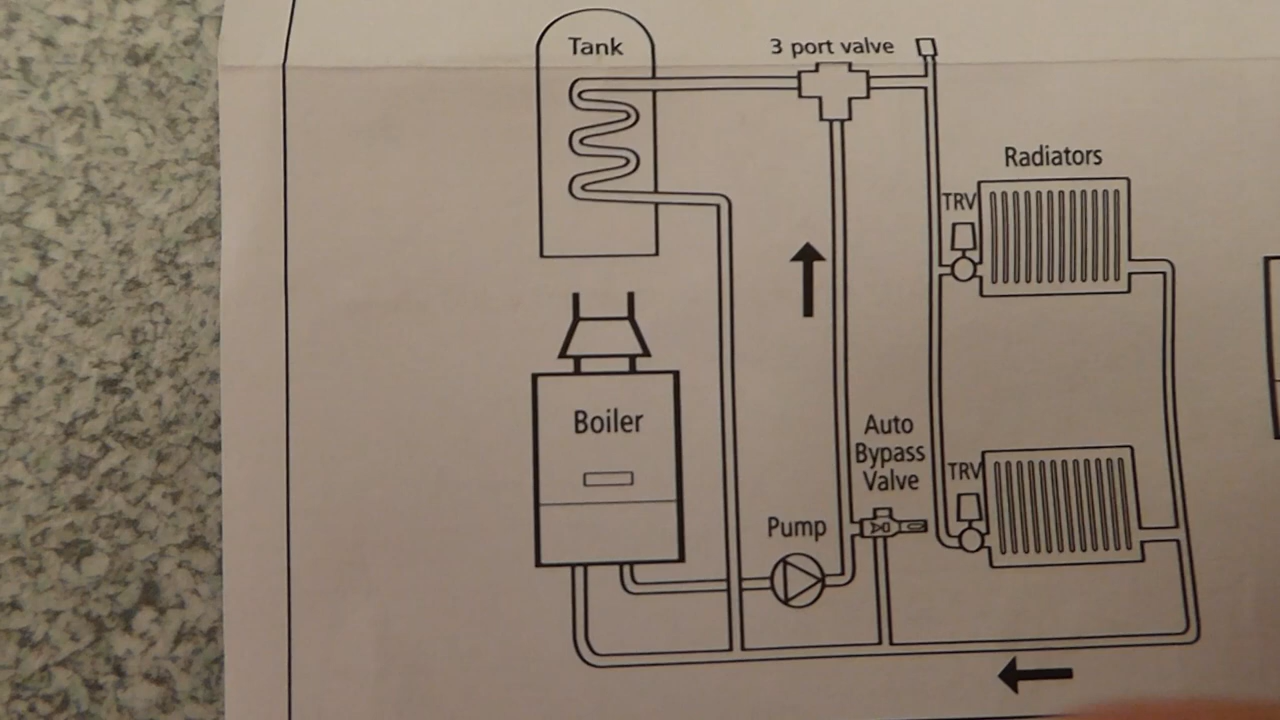 Tank
3 port valve
Radiators
TRV
Boiler
Auto
Bypass
Valve
TRV
Pump